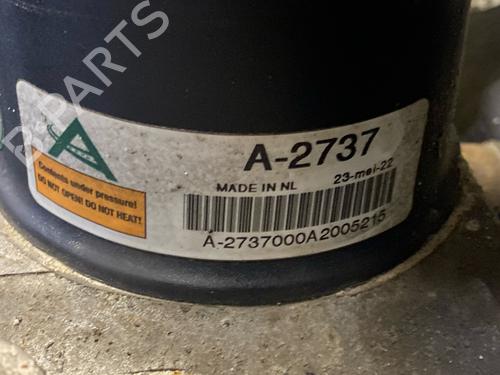 B-PARTS
A-2737
MADE IN NL 23-mei-22
Contents under pressure!
DO NOT OPEN! DO NOT HEAT!
A-2737000A2005215